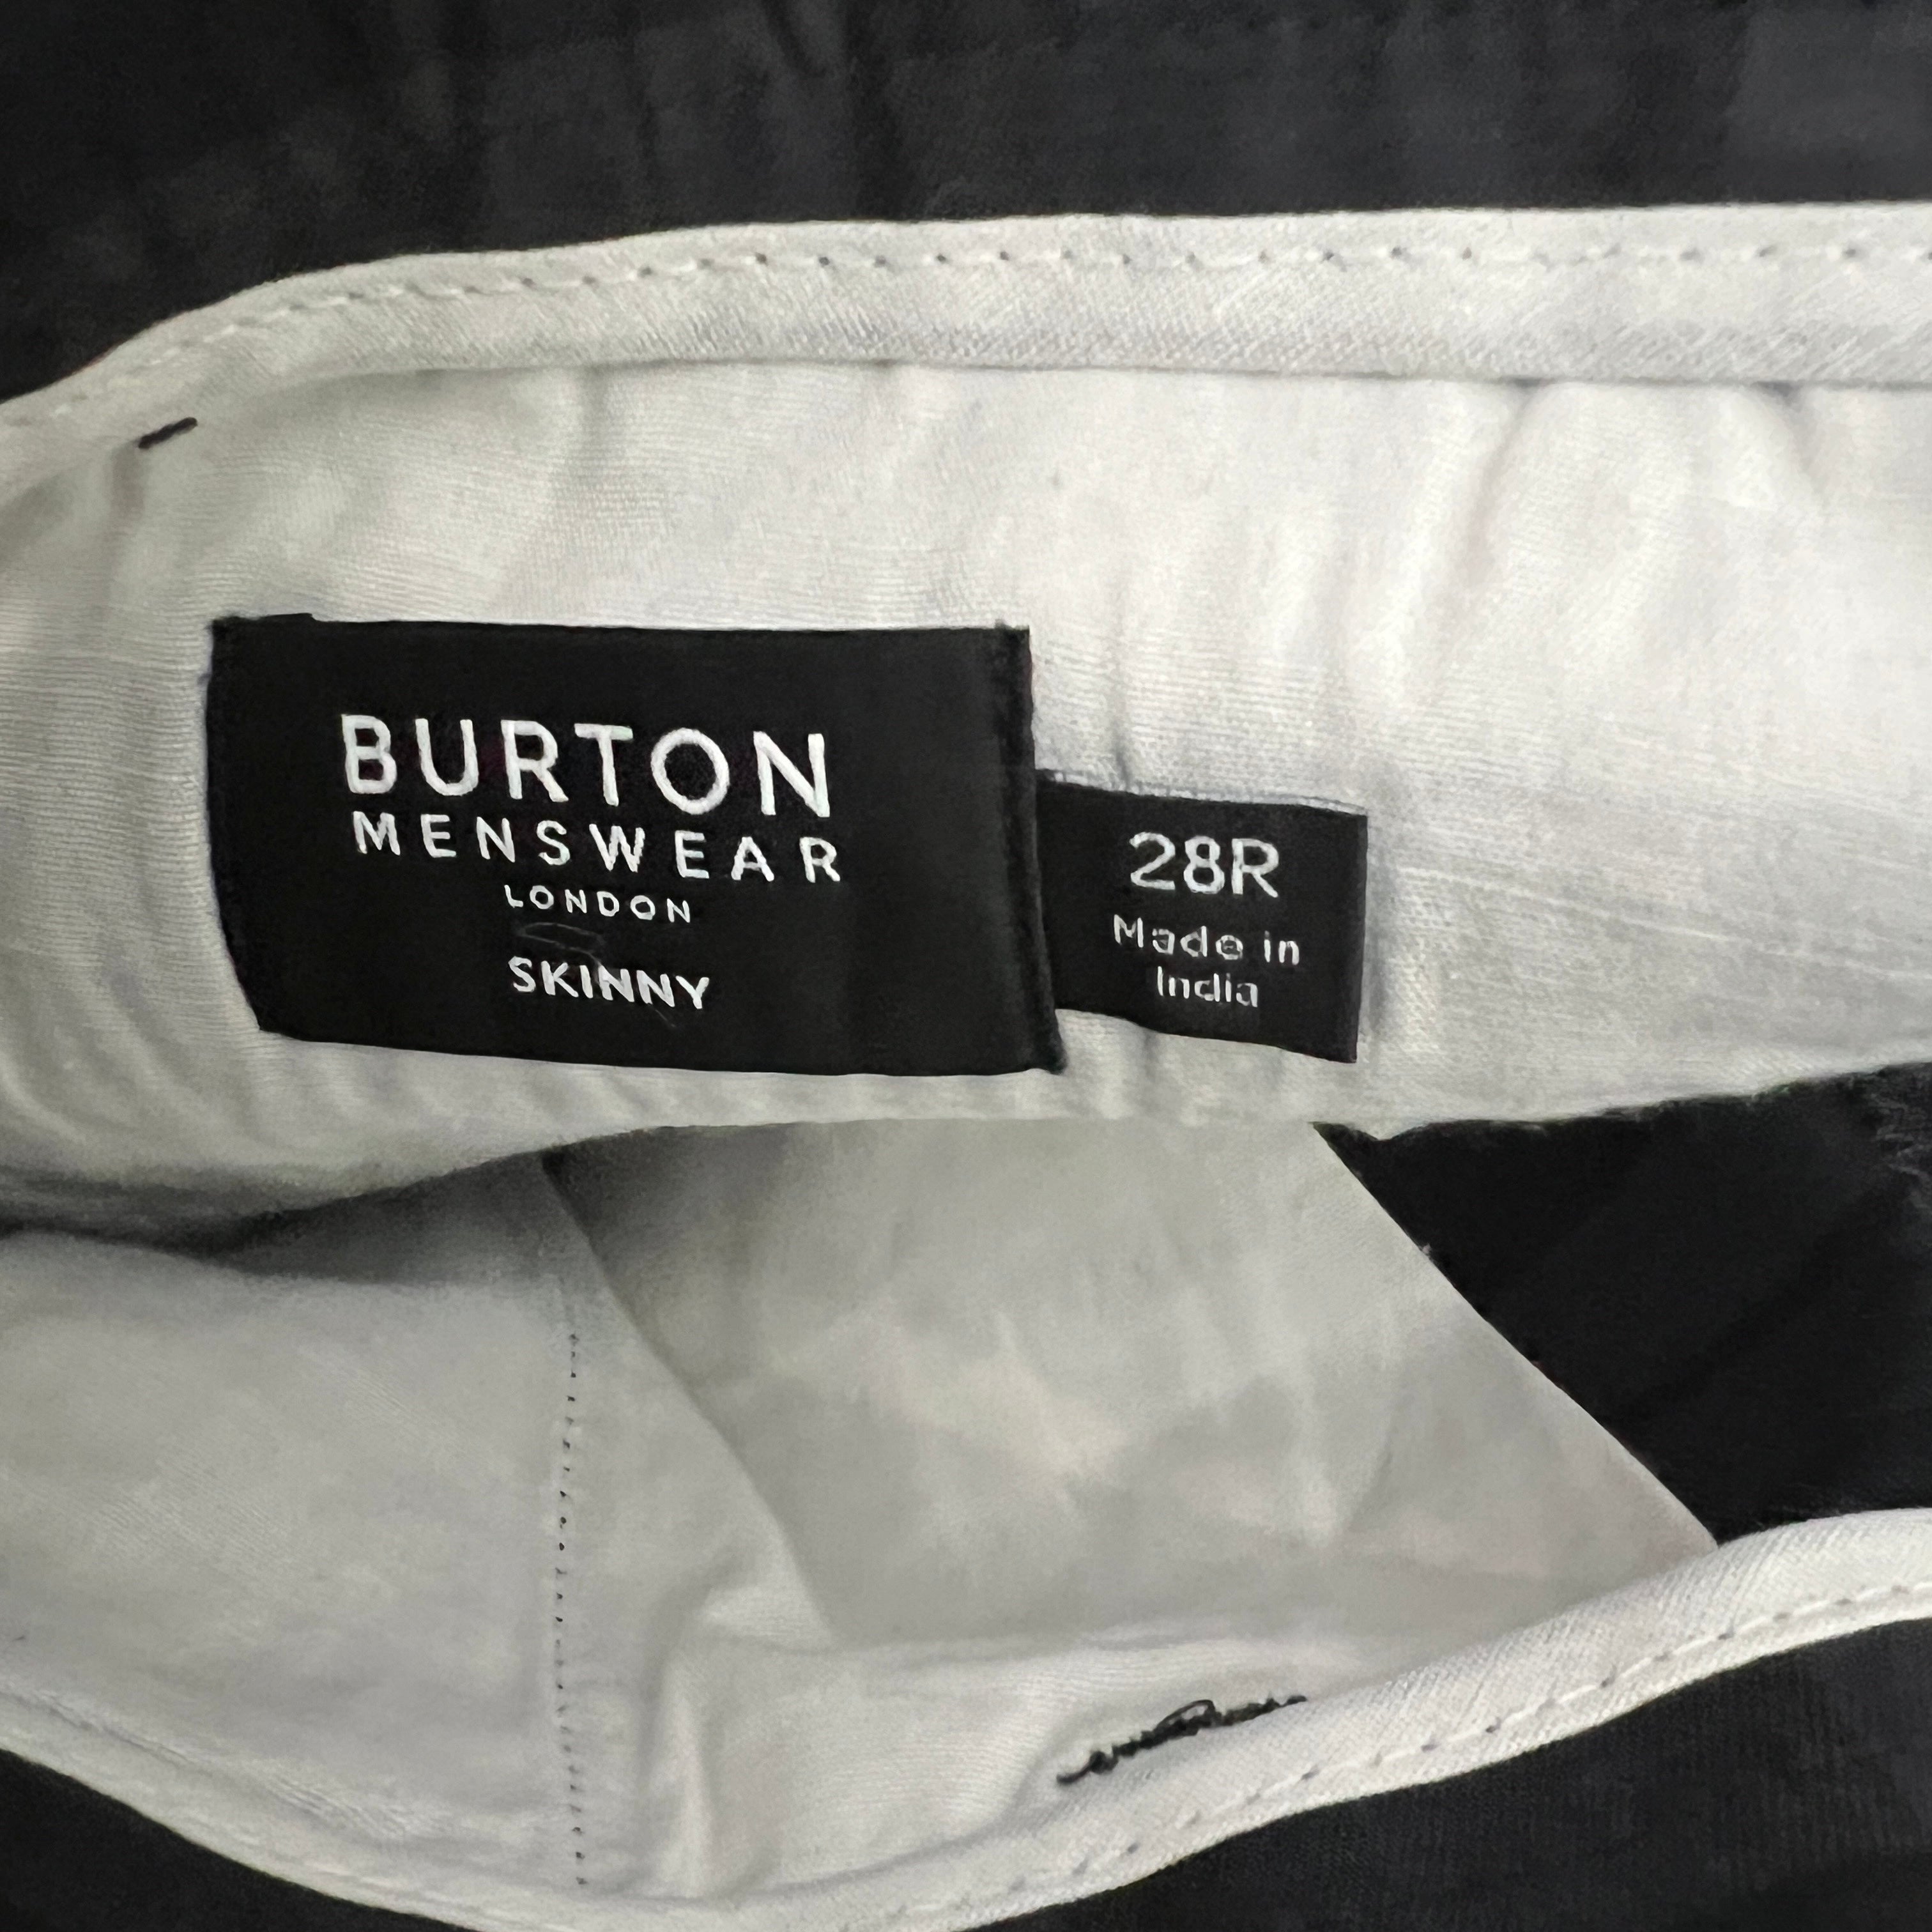 BURTON
MENSWEAR
LONDON
SKINNY
28R
Made in
India